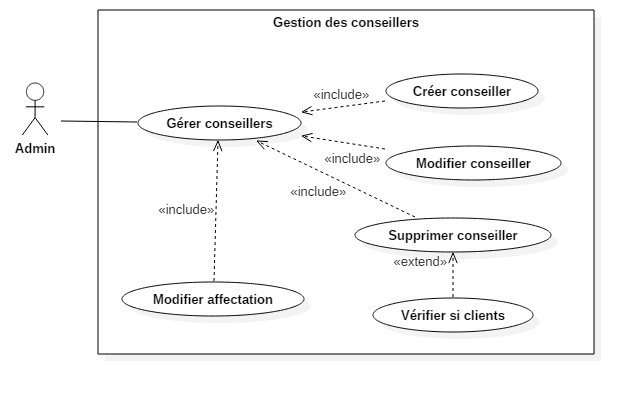 Gestion des conseillers
«include»
Créer conseiller
Gérer conseillers
Admin
«include»
Modifier conseiller
«include»
«include»
Supprimer conseiller
«extend»
Modifier affectation
Vérifier si clients